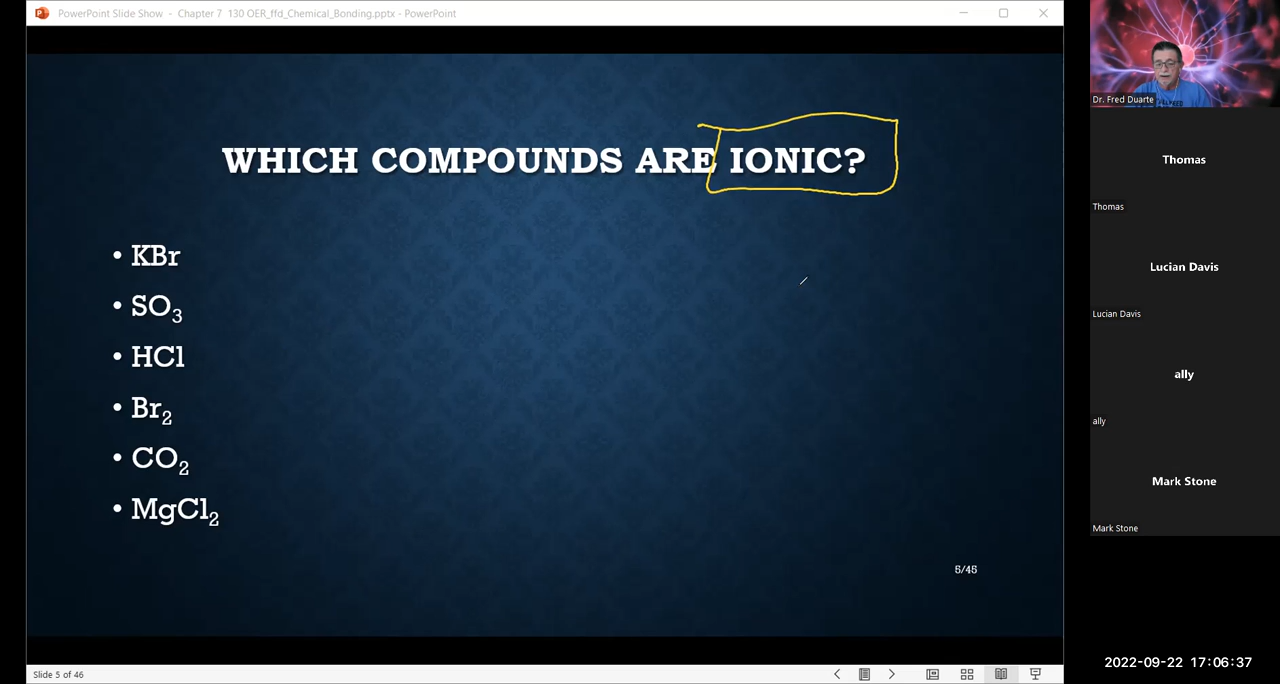 PowerPoint Slide Show - Chapter 7 130 OER_ffd_Chemical_Bonding.pptx - PowerPoint
WHICH COMPOUNDS ARE IONIC?
• KBr
• SO₃
• HCl
• Br₂
• CO₂
• MgCl₂
5/45
Slide 5 of 46
Dr. Fred Duarte
Thomas
Thomas
Lucian Davis
Lucian Davis
ally
ally
Mark Stone
Mark Stone
2022-09-22 17:06:37